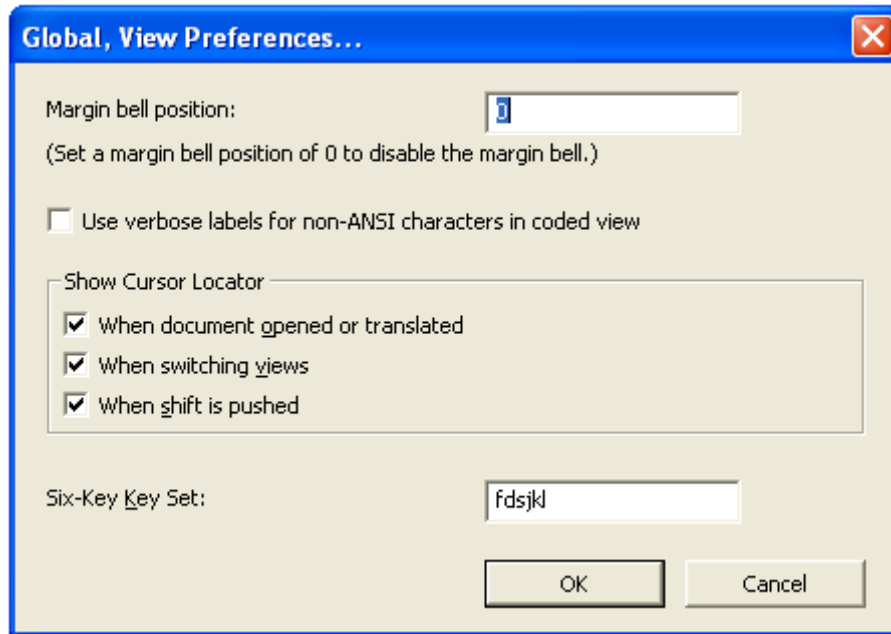 Global, View Preferences...
Margin bell position: 0
(Set a margin bell position of 0 to disable the margin bell.)
Use verbose labels for non-ANSI characters in coded view
Show Cursor Locator
When document opened or translated
When switching views
When shift is pushed
Six-Key Key Set: fdsjkl
OK Cancel